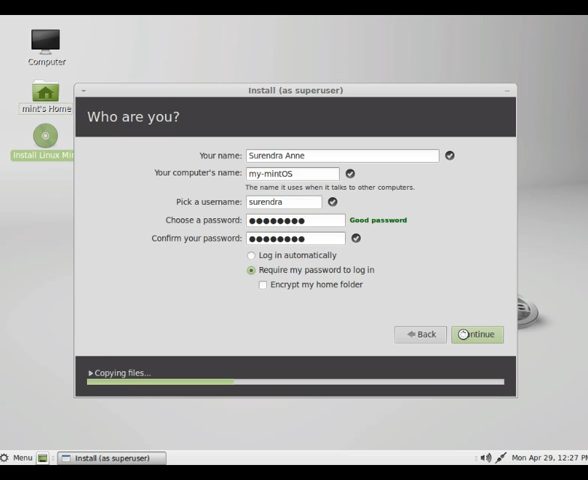 Computer
mint's Home
Install Linux Min
Install (as superuser)
Who are you?
Your name: Surendra Anne
Your computer's name: my-mintOS
The name it uses when it talks to other computers.
Pick a username: surendra
Choose a password: ●●●●●●●● Good password
Confirm your password: ●●●●●●●●
Log in automatically
Require my password to log in
Encrypt my home folder
Back
ntinue
Copying files...
Menu
Install (as superuser)
Mon Apr 29, 12:27 PM